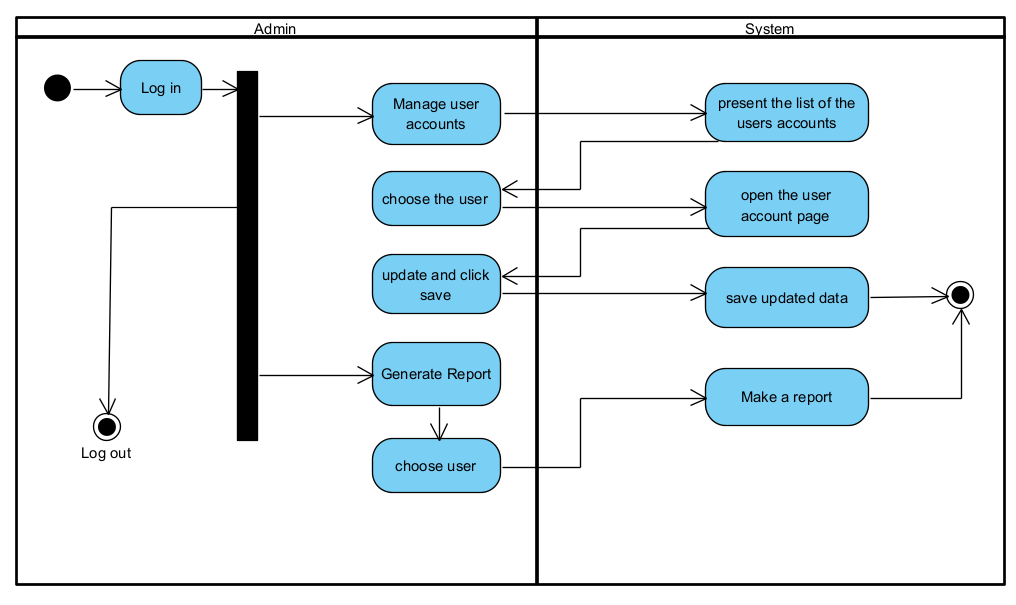 Admin
System
Log in
Manage user
accounts
present the list of the
users accounts
choose the user
open the user
account page
update and click
save
save updated data
Generate Report
Make a report
choose user
Log out